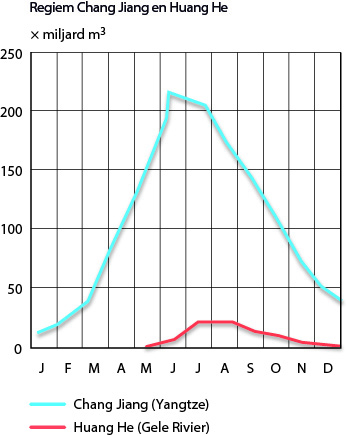 Regiem Chang Jiang en Huang He
× miljard m³
250
200
150
100
50
0
J F M A M J J A S O N D
Chang Jiang (Yangtze)
Huang He (Gele Rivier)